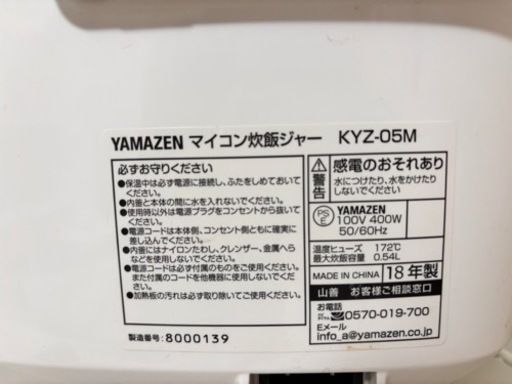 YAMAZEN マイコン炊飯ジャー KYZ-05M
必ずお守りください
●保温中は必ず電源に接続し、ふたをしめておいて
ください。
●内釜と本体の間に水を入れないでください。
●使用時以外は電源プラグをコンセントから抜いて
ください。
●電源コードは本体側、コンセント側ともに確実に
差し込んでください。
●内釜にはナイロンたわし、クレンザー、金属へら
などを使用しないでください。
●電源コードは必ず付属のものをご使用ください。
また付属のコードを他機器に使用しないでくだ
さい。
●加熱板の汚れは必ず取り除いてご使用ください。
製造番号: 8000139
警告
感電のおそれあり
水につけたり、水をかけたり
しないでください
PSE
YAMAZEN
100V 400W
50/60Hz
温度ヒューズ 172℃
最大炊飯容量 0.54L
MADE IN CHINA 18年製
山善 お客様ご相談窓口
お電話
0570-019-700
Eメール
info_a@yamazen.co.jp